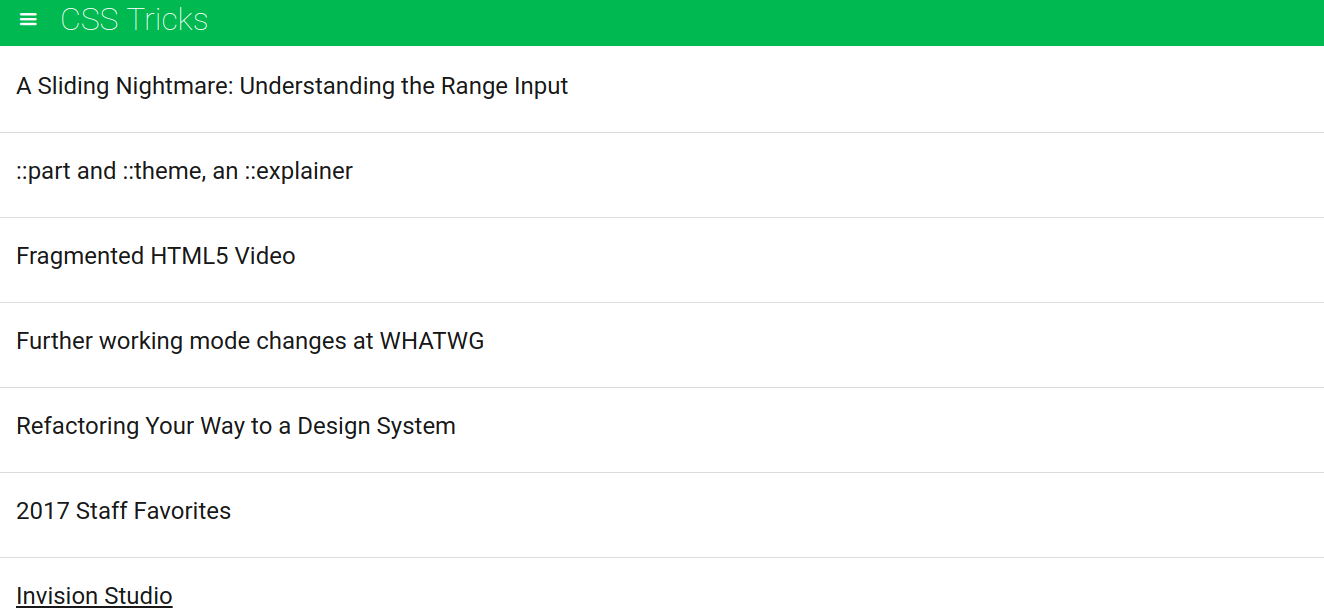 CSS Tricks
A Sliding Nightmare: Understanding the Range Input
::part and ::theme, an ::explainer
Fragmented HTML5 Video
Further working mode changes at WHATWG
Refactoring Your Way to a Design System
2017 Staff Favorites
Invision Studio